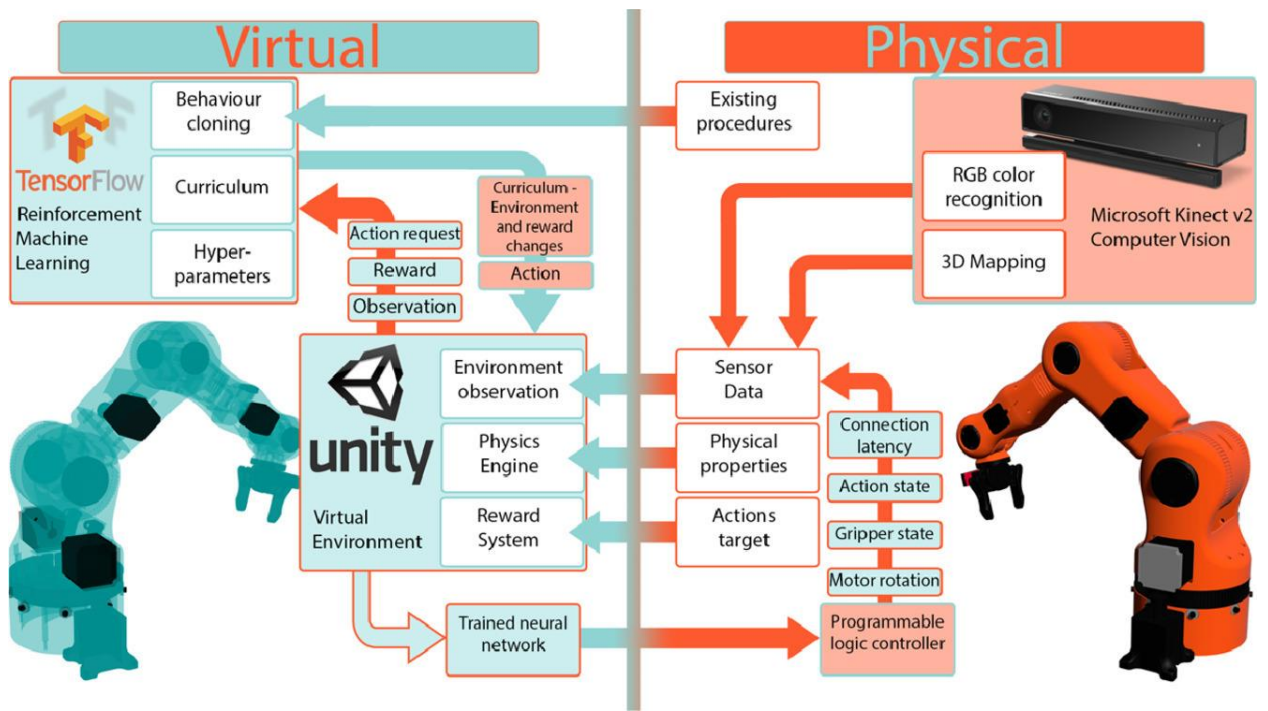 Virtual
Physical
TensorFlow
Reinforcement
Machine
Learning
Behaviour
cloning
Curriculum
Hyper-
parameters
Existing
procedures
RGB color
recognition
3D Mapping
Microsoft Kinect v2
Computer Vision
Curriculum -
Environment
and reward
changes
Action
Action request
Reward
Observation
unity
Virtual
Environment
Environment
observation
Physics
Engine
Reward
System
Sensor
Data
Physical
properties
Actions
target
Connection
latency
Action state
Gripper state
Motor rotation
Trained neural
network
Programmable
logic controller